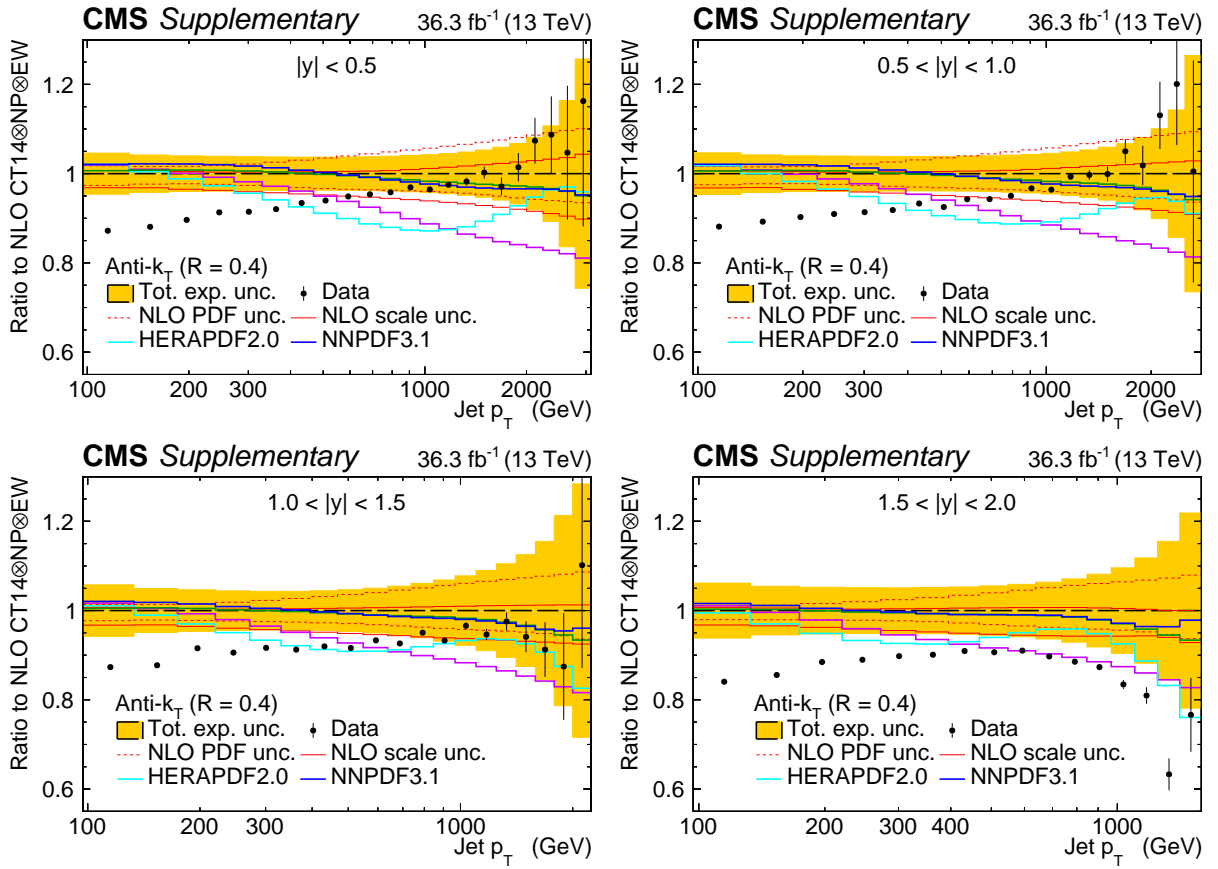 CMS Supplementary 36.3 fb⁻¹ (13 TeV)
Ratio to NLO CT14⊗NP⊗EW
|y| < 0.5
1.2
1
0.8
0.6
Anti-k_T (R = 0.4)
Tot. exp. unc. Data
NLO PDF unc. NLO scale unc.
HERAPDF2.0 NNPDF3.1
100 200 300 1000 2000
Jet p_T (GeV)
CMS Supplementary 36.3 fb⁻¹ (13 TeV)
Ratio to NLO CT14⊗NP⊗EW
0.5 < |y| < 1.0
1.2
1
0.8
0.6
Anti-k_T (R = 0.4)
Tot. exp. unc. Data
NLO PDF unc. NLO scale unc.
HERAPDF2.0 NNPDF3.1
100 200 300 1000 2000
Jet p_T (GeV)
CMS Supplementary 36.3 fb⁻¹ (13 TeV)
Ratio to NLO CT14⊗NP⊗EW
1.0 < |y| < 1.5
1.2
1
0.8
0.6
Anti-k_T (R = 0.4)
Tot. exp. unc. Data
NLO PDF unc. NLO scale unc.
HERAPDF2.0 NNPDF3.1
100 200 300 1000
Jet p_T (GeV)
CMS Supplementary 36.3 fb⁻¹ (13 TeV)
Ratio to NLO CT14⊗NP⊗EW
1.5 < |y| < 2.0
1.2
1
0.8
0.6
Anti-k_T (R = 0.4)
Tot. exp. unc. Data
NLO PDF unc. NLO scale unc.
HERAPDF2.0 NNPDF3.1
100 200 300 400 1000
Jet p_T (GeV)